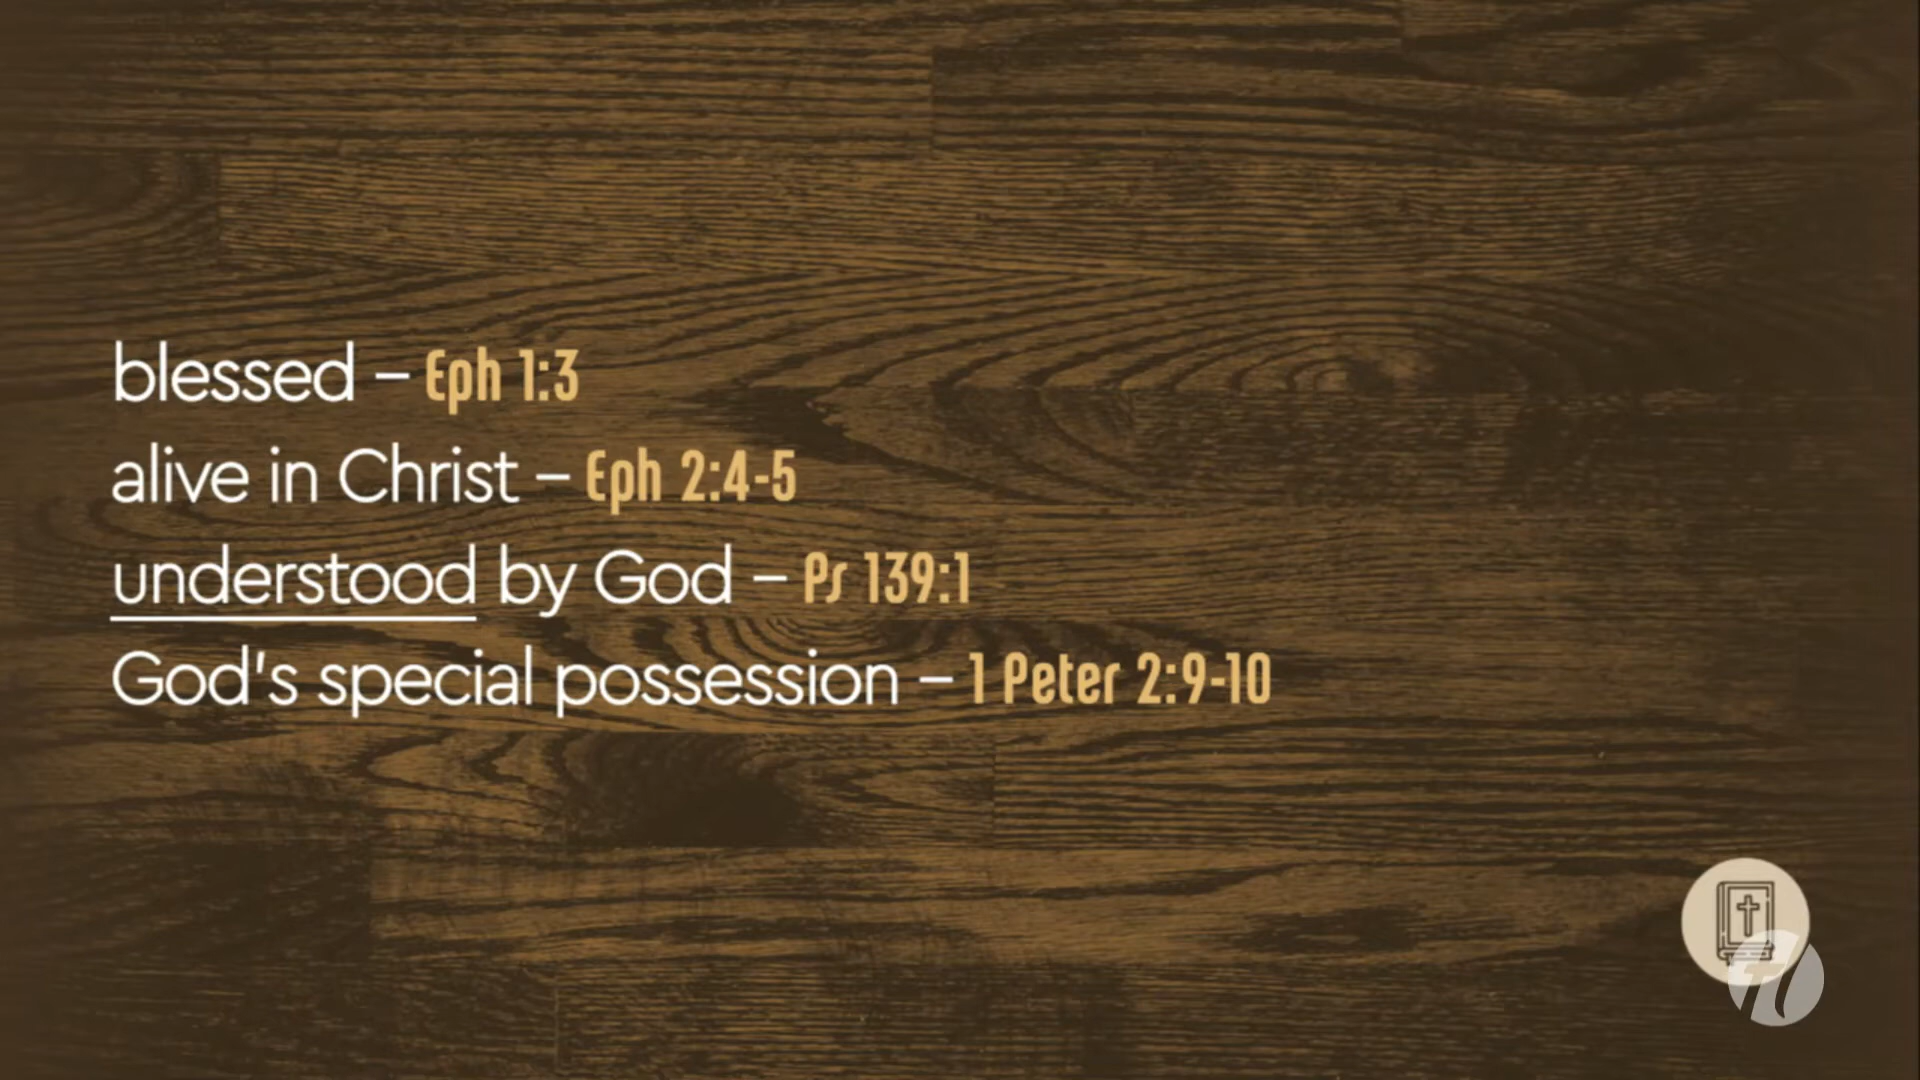 blessed – Eph 1:3
alive in Christ – Eph 2:4-5
understood by God – Ps 139:1
God's special possession – 1 Peter 2:9-10